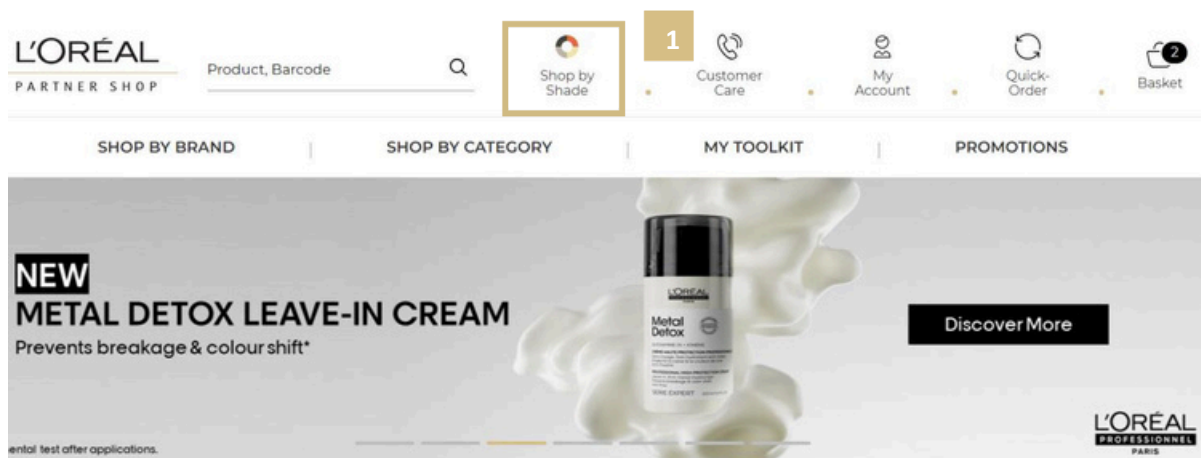 L'ORÉAL
PARTNER SHOP
Product, Barcode
Shop by
Shade
1
Customer
Care
My
Account
Quick-
Order
2
Basket
SHOP BY BRAND
SHOP BY CATEGORY
MY TOOLKIT
PROMOTIONS
NEW
METAL DETOX LEAVE-IN CREAM
Prevents breakage & colour shift*
L'ORÉAL
Metal
Detox
SERIE EXPERT
Discover More
ental test after applications.
L'ORÉAL
PROFESSIONNEL
PARIS